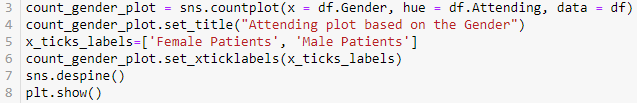 3 count_gender_plot = sns.countplot(x = df.Gender, hue = df.Attending, data = df)
4 count_gender_plot.set_title("Attending plot based on the Gender")
5 x_ticks_labels=['Female Patients', 'Male Patients']
6 count_gender_plot.set_xticklabels(x_ticks_labels)
7 sns.despine()
8 plt.show()